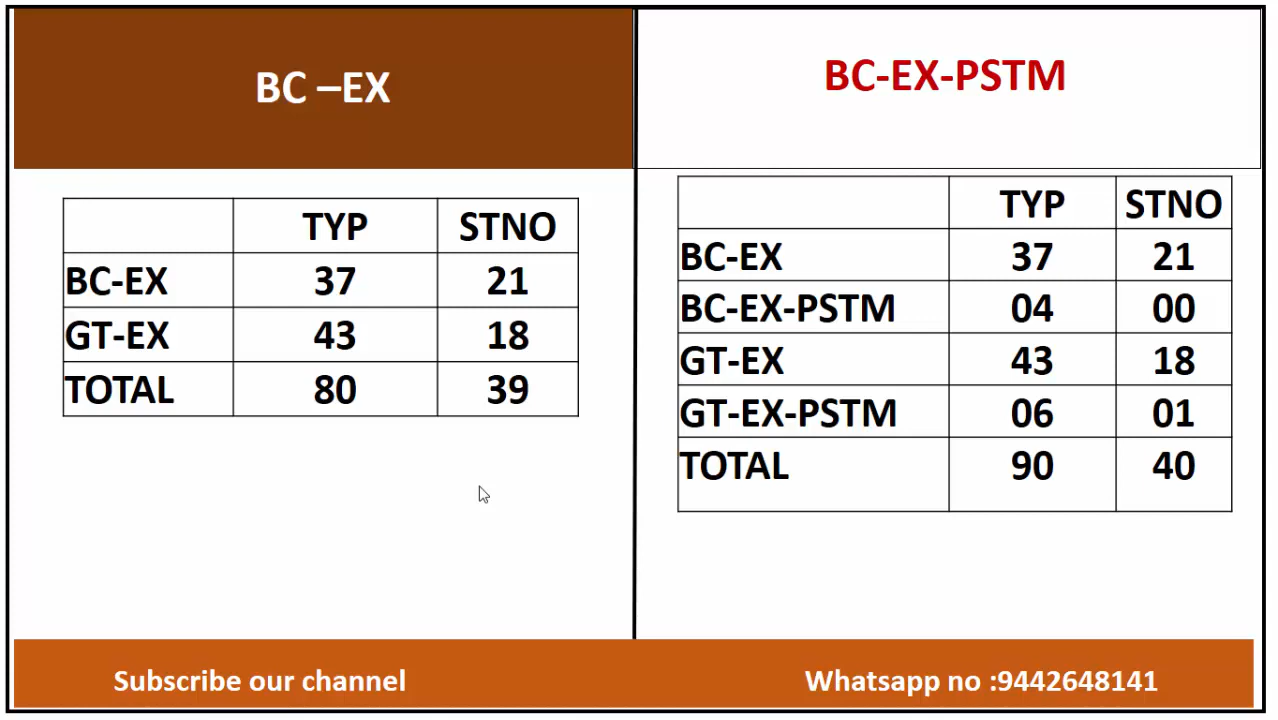 BC –EX
TYP STNO
BC-EX 37 21
GT-EX 43 18
TOTAL 80 39
BC-EX-PSTM
TYP STNO
BC-EX 37 21
BC-EX-PSTM 04 00
GT-EX 43 18
GT-EX-PSTM 06 01
TOTAL 90 40
Subscribe our channel
Whatsapp no :9442648141